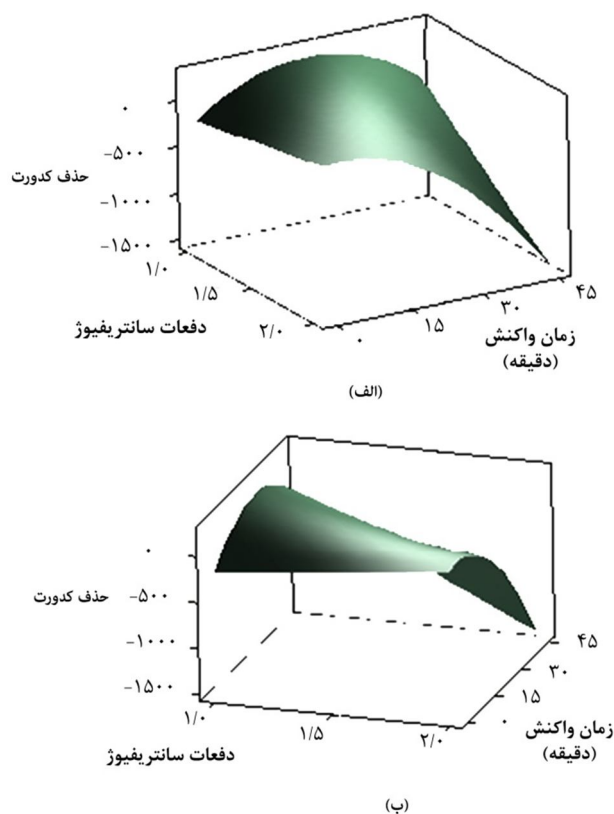 ۰
-۵۰۰
حذف کدورت
-۱۰۰۰
-۱۵۰۰
۱/۰
۱/۵
۲/۰
دفعات سانتریفیوژ
۰
۱۵
۳۰
۴۵
زمان واکنش
(دقیقه)
(الف)
۰
-۵۰۰
حذف کدورت
-۱۰۰۰
-۱۵۰۰
۱/۰
۱/۵
۲/۰
دفعات سانتریفیوژ
۰
۱۵
۳۰
۴۵
زمان واکنش
(دقیقه)
(ب)